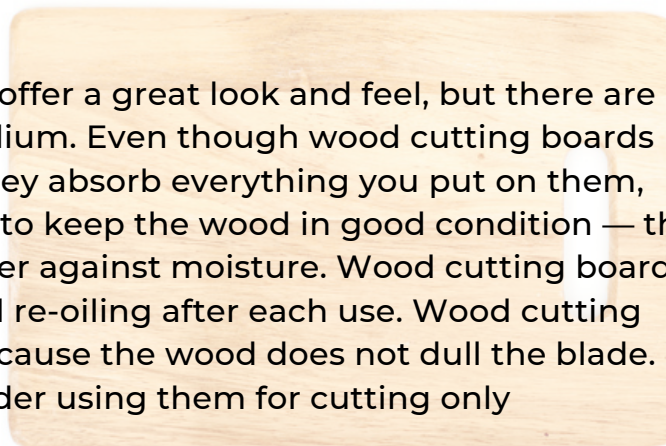 offer a great look and feel, but there are
lium. Even though wood cutting boards
ey absorb everything you put on them,
to keep the wood in good condition — th
er against moisture. Wood cutting board
l re-oiling after each use. Wood cutting
cause the wood does not dull the blade.
der using them for cutting only